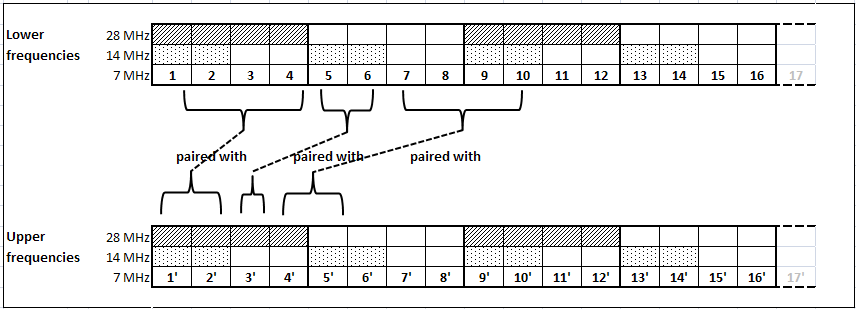 Lower 28 MHz
frequencies 14 MHz
7 MHz 1 2 3 4 5 6 7 8 9 10 11 12 13 14 15 16 17
paired with paired with paired with
Upper 28 MHz
frequencies 14 MHz
7 MHz 1' 2' 3' 4' 5' 6' 7' 8' 9' 10' 11' 12' 13' 14' 15' 16' 17'